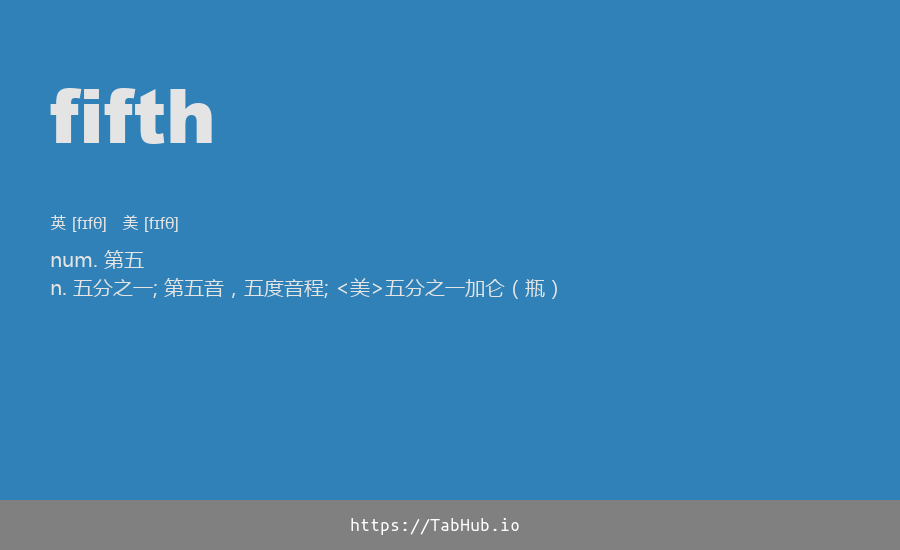 fifth
英 [fɪfθ] 美 [fɪfθ]
num. 第五
n. 五分之一; 第五音，五度音程; <美>五分之一加仑（瓶）
https://TabHub.io